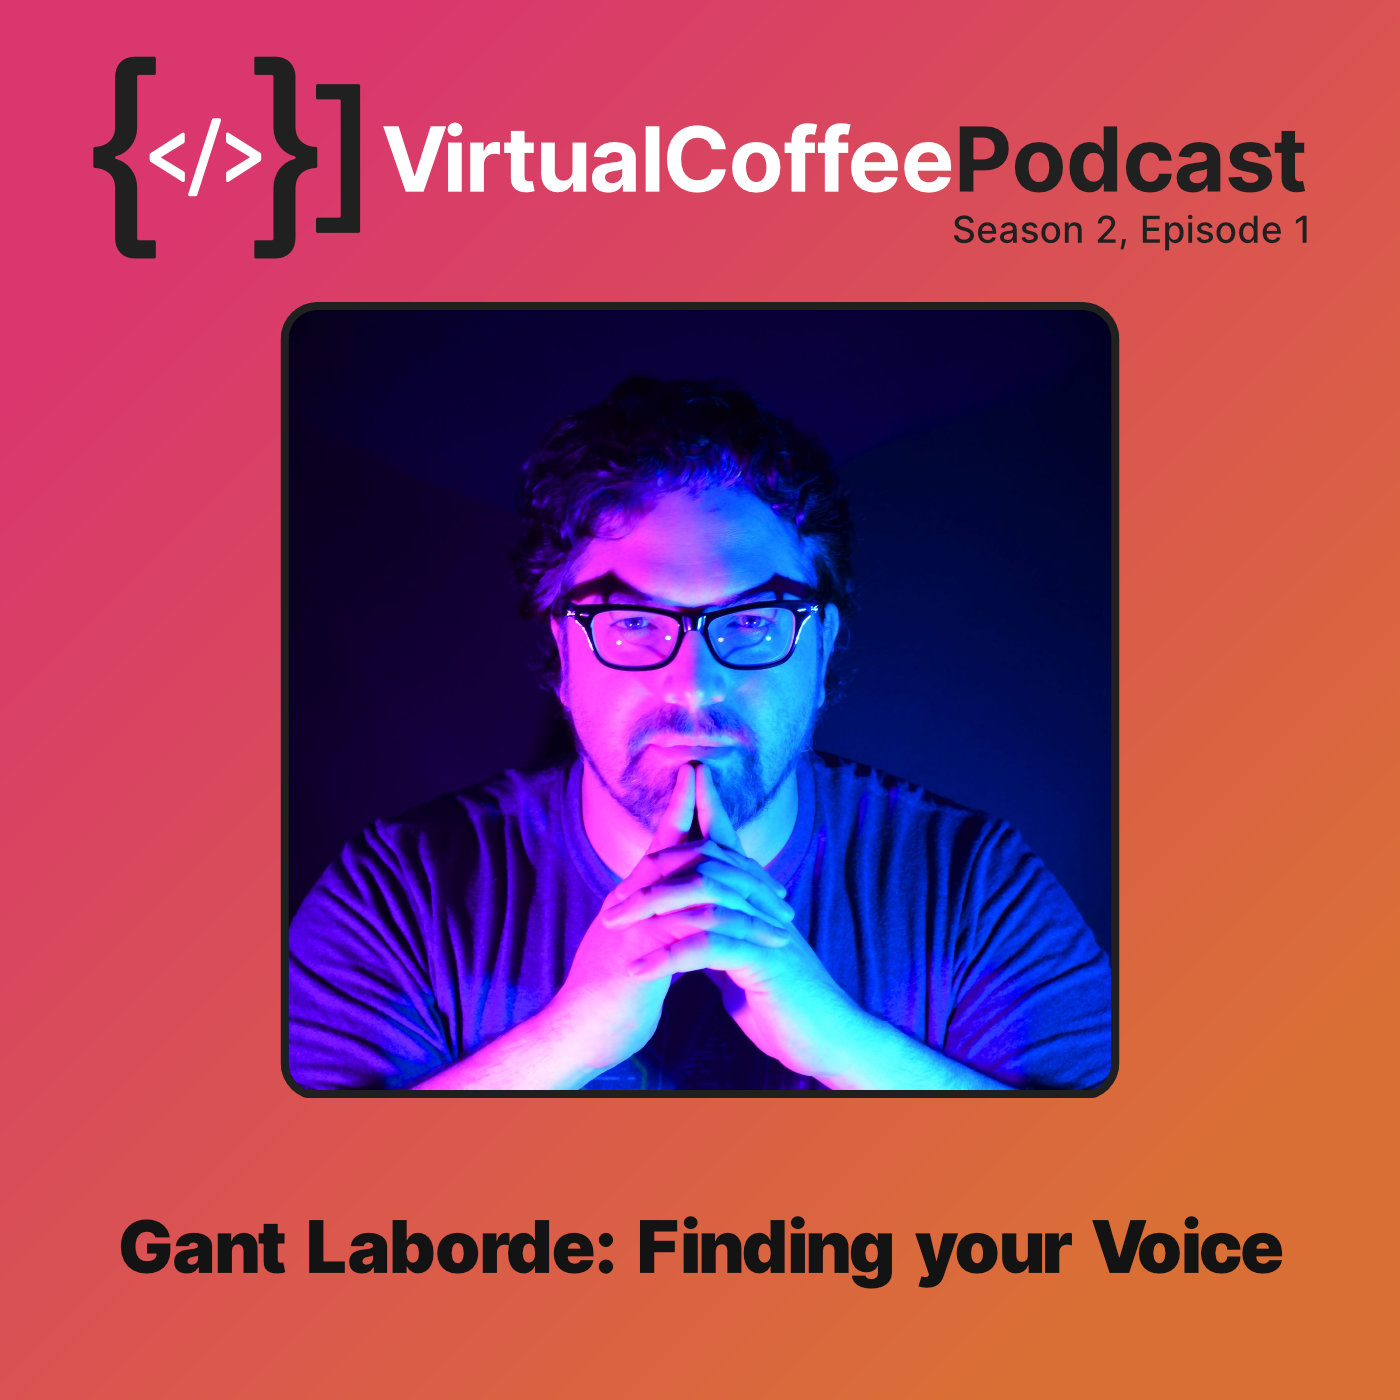 {</>}] VirtualCoffeePodcast
Season 2, Episode 1
Gant Laborde: Finding your Voice